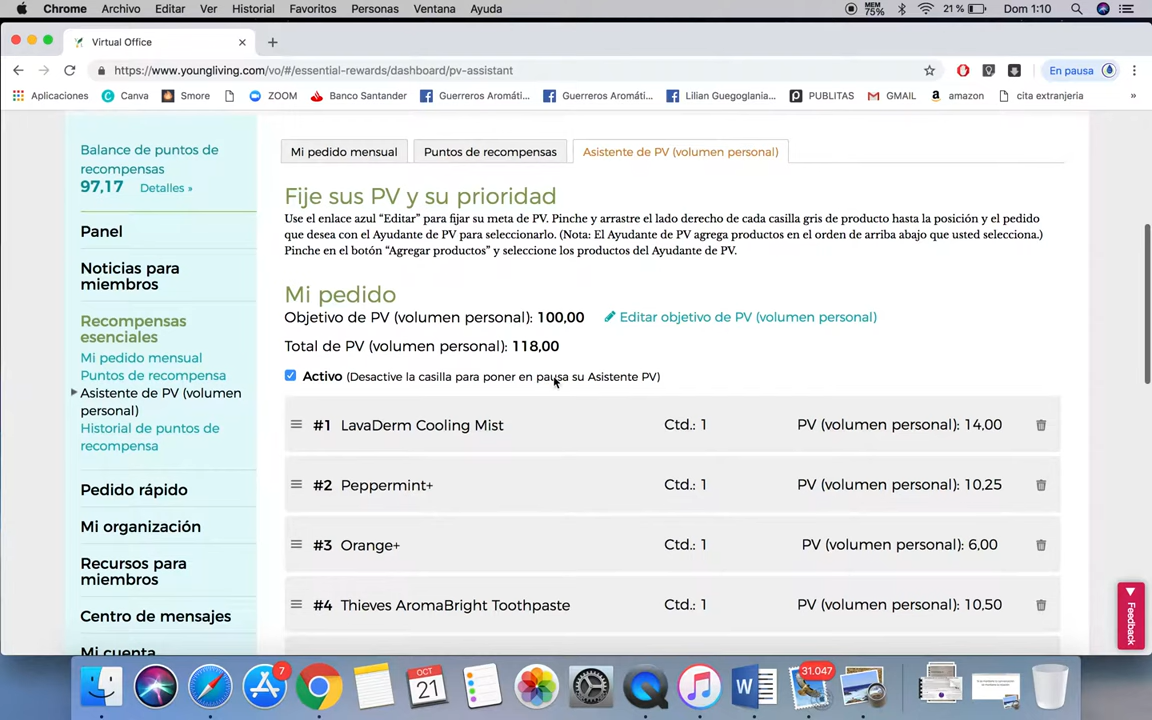 Chrome Archivo Editar Ver Historial Favoritos Personas Ventana Ayuda MEM 75% 21 % Dom 1:10
Virtual Office
https://www.youngliving.com/vo/#/essential-rewards/dashboard/pv-assistant En pausa
Aplicaciones Canva Smore ZOOM Banco Santander Guerreros Aromáti... Guerreros Aromáti... Lilian Guegoglania... PUBLITAS GMAIL amazon cita extranjeria »
Balance de puntos de
recompensas
97,17 Detalles »
Panel
Noticias para
miembros
Recompensas
esenciales
Mi pedido mensual
Puntos de recompensa
Asistente de PV (volumen
personal)
Historial de puntos de
recompensa
Pedido rápido
Mi organización
Recursos para
miembros
Centro de mensajes
Mi cuenta
Mi pedido mensual Puntos de recompensas Asistente de PV (volumen personal)
Fije sus PV y su prioridad
Use el enlace azul “Editar” para fijar su meta de PV. Pinche y arrastre el lado derecho de cada casilla gris de producto hasta la posición y el pedido
que desea con el Ayudante de PV para seleccionarlo. (Nota: El Ayudante de PV agrega productos en el orden de arriba abajo que usted selecciona.)
Pinche en el botón “Agregar productos” y seleccione los productos del Ayudante de PV.
Mi pedido
Objetivo de PV (volumen personal): 100,00 Editar objetivo de PV (volumen personal)
Total de PV (volumen personal): 118,00
Activo (Desactive la casilla para poner en pausa su Asistente PV)
#1 LavaDerm Cooling Mist Ctd.: 1 PV (volumen personal): 14,00
#2 Peppermint+ Ctd.: 1 PV (volumen personal): 10,25
#3 Orange+ Ctd.: 1 PV (volumen personal): 6,00
#4 Thieves AromaBright Toothpaste Ctd.: 1 PV (volumen personal): 10,50
Feedback
7
OCT
21
W
31.047